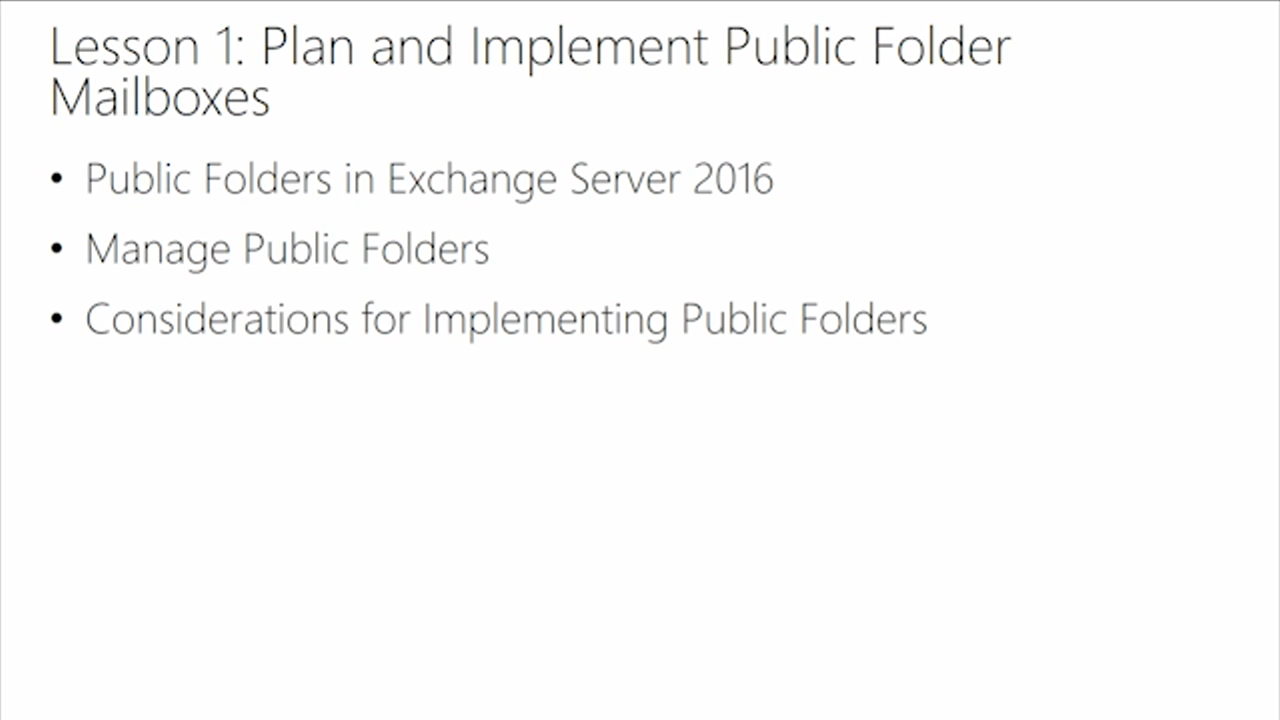 Lesson 1: Plan and Implement Public Folder
Mailboxes
• Public Folders in Exchange Server 2016
• Manage Public Folders
• Considerations for Implementing Public Folders